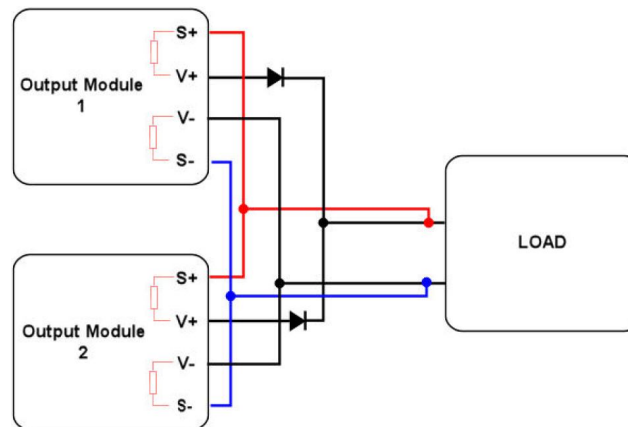 S+
V+
Output Module
1
V-
S-
LOAD
S+
V+
Output Module
2
V-
S-